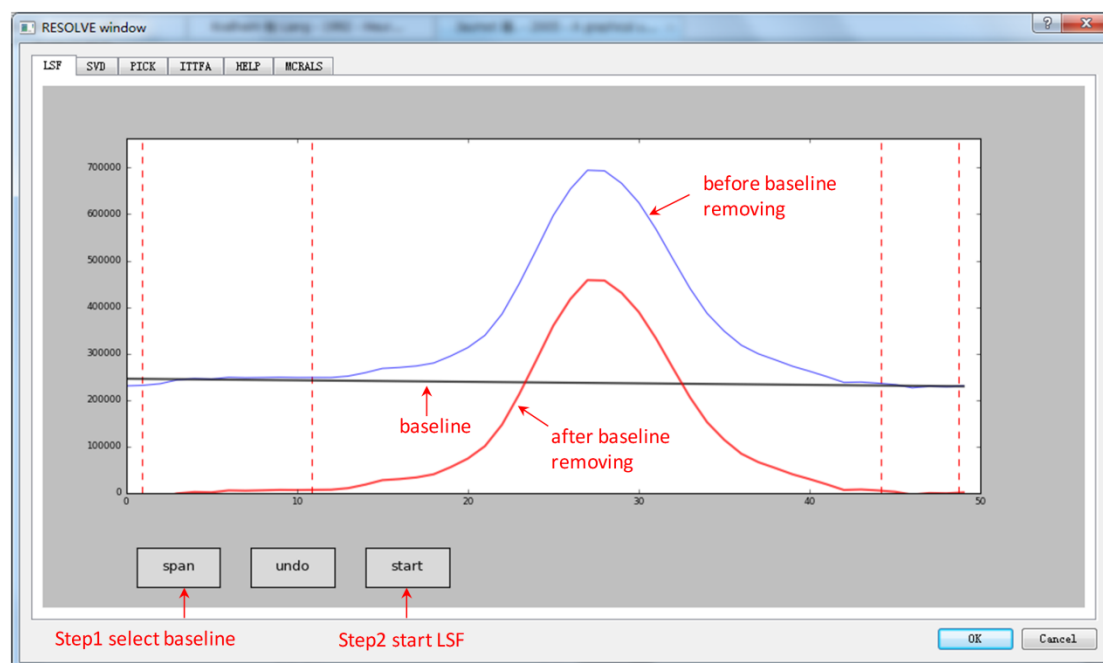 RESOLVE window
LSF SVD PICK ITTFA HELP MCRALS
700000
600000
500000
400000
300000
200000
100000
0
0 10 20 30 40 50
before baseline
removing
baseline
after baseline
removing
span undo start
Step1 select baseline
Step2 start LSF
OK Cancel